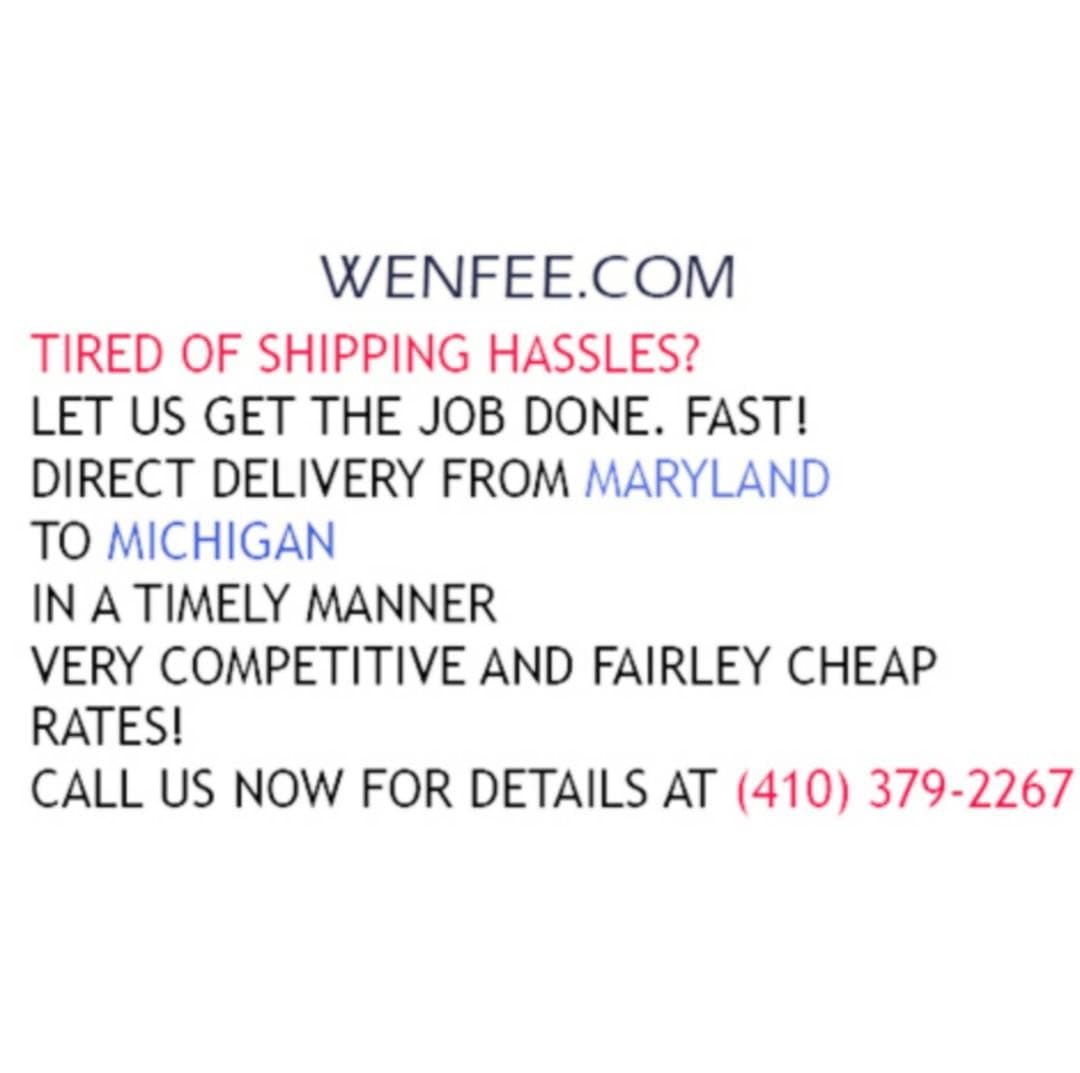 WENFEE.COM
TIRED OF SHIPPING HASSLES?
LET US GET THE JOB DONE. FAST!
DIRECT DELIVERY FROM MARYLAND
TO MICHIGAN
IN A TIMELY MANNER
VERY COMPETITIVE AND FAIRLEY CHEAP
RATES!
CALL US NOW FOR DETAILS AT (410) 379-2267